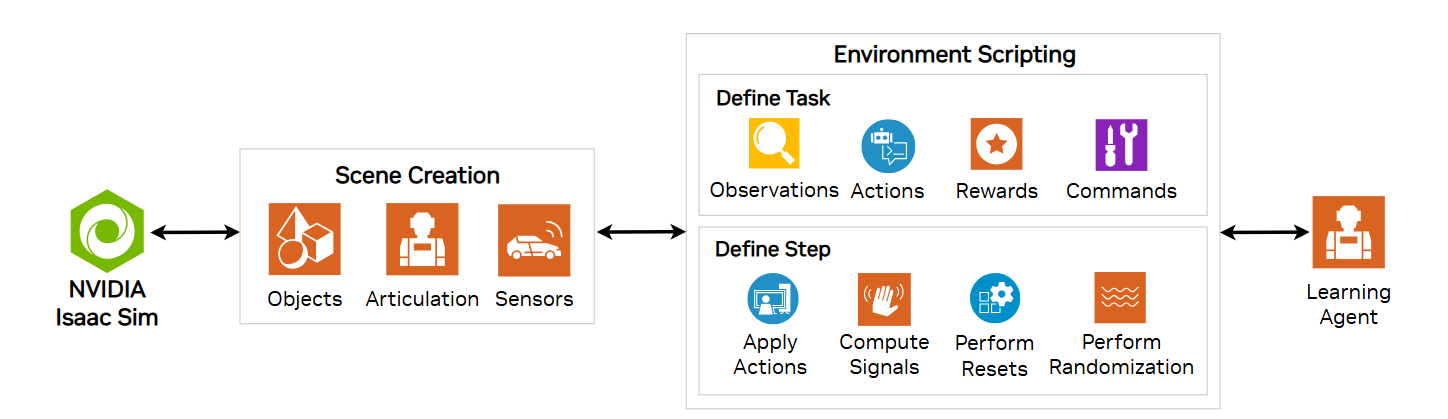 Environment Scripting
Define Task
Observations
Actions
Rewards
Commands
Scene Creation
Objects
Articulation
Sensors
NVIDIA
Isaac Sim
Define Step
Apply
Actions
Compute
Signals
Perform
Resets
Perform
Randomization
Learning
Agent